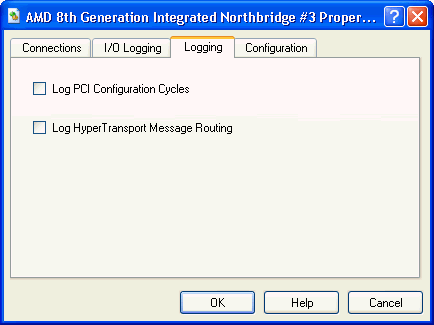 AMD 8th Generation Integrated Northbridge #3 Proper...
Connections I/O Logging Logging Configuration
Log PCI Configuration Cycles
Log HyperTransport Message Routing
OK Help Cancel